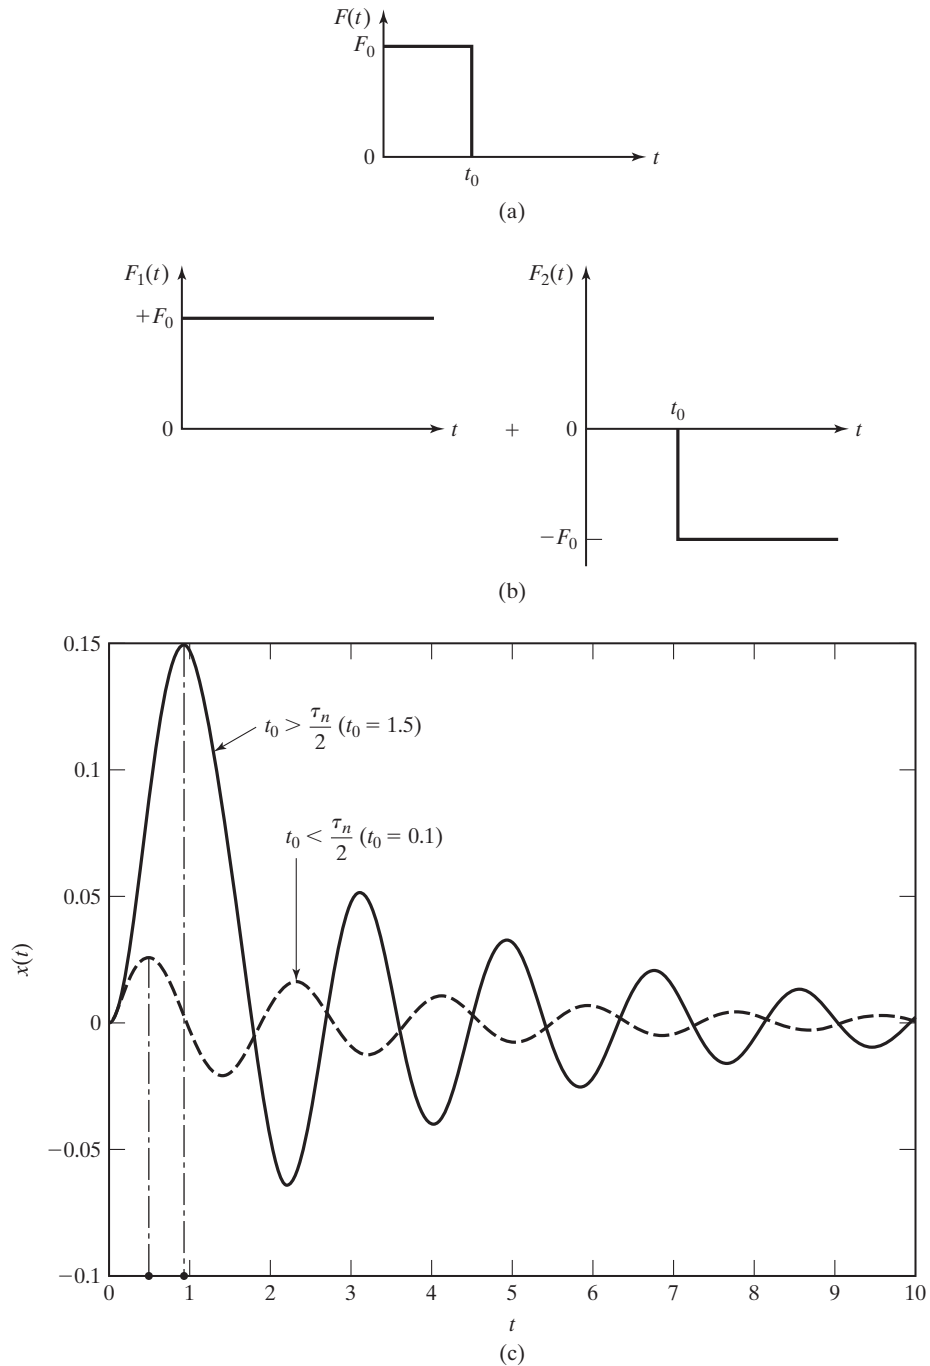 F(t)
F₀
0
t
t₀
(a)
F₁(t)
+F₀
0
t
+
F₂(t)
t₀
0
t
−F₀
(b)
0.15
t₀ > τₙ/2 (t₀ = 1.5)
0.1
t₀ < τₙ/2 (t₀ = 0.1)
0.05
x(t)
0
−0.05
−0.1
0 1 2 3 4 5 6 7 8 9 10
t
(c)